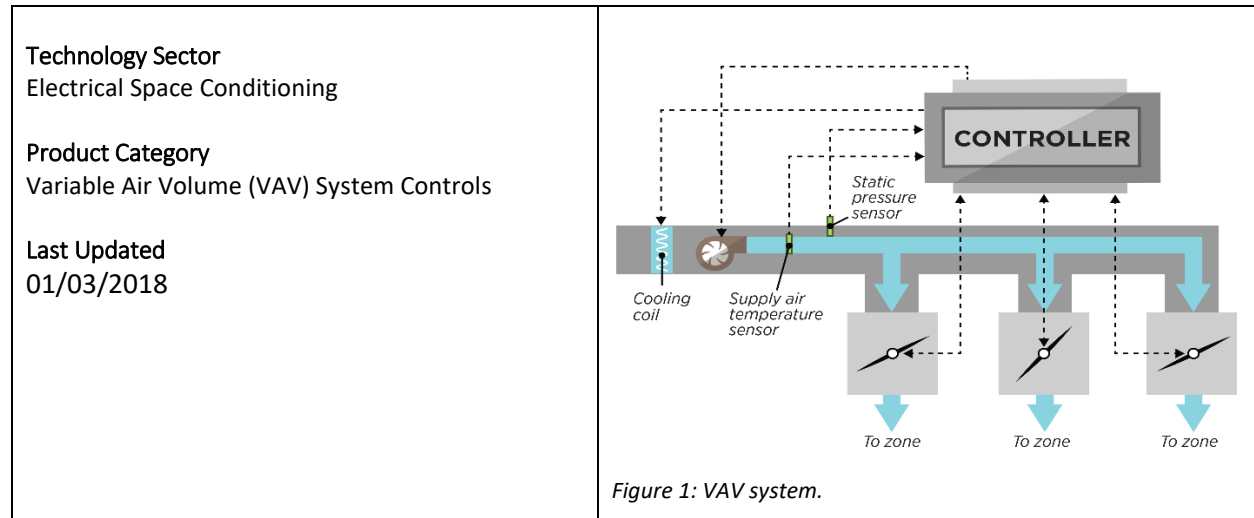 Technology Sector
Electrical Space Conditioning
Product Category
Variable Air Volume (VAV) System Controls
Last Updated
01/03/2018
CONTROLLER
Static
pressure
sensor
Cooling
coil
Supply air
temperature
sensor
To zone
To zone
To zone
Figure 1: VAV system.